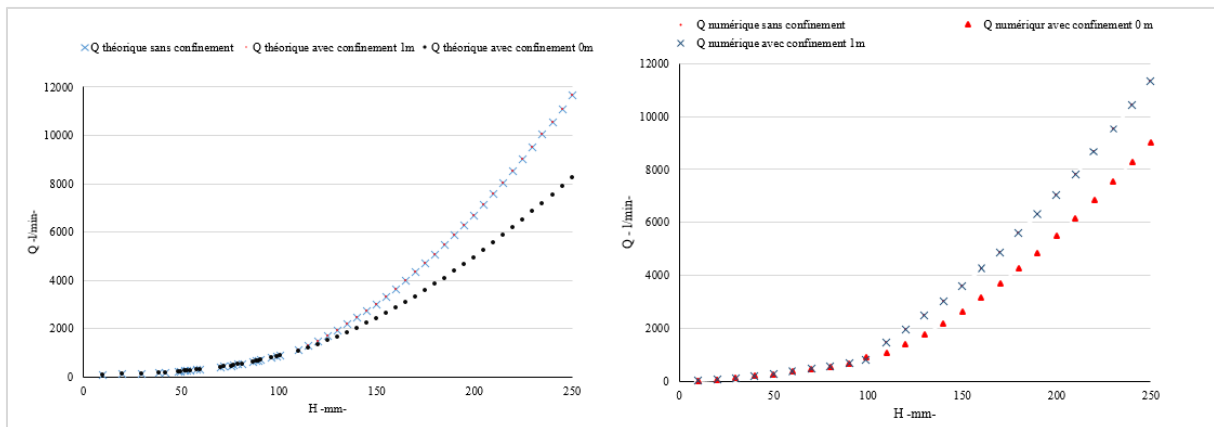 Q théorique sans confinement Q théorique avec confinement 1m Q théorique avec confinement 0m
12000
10000
8000
6000
4000
2000
0
Q -l/min-
0 50 100 150 200 250
H -mm-
Q numérique sans confinement Q numériqur avec confinement 0 m
Q numérique avec confinement 1m
12000
10000
8000
6000
4000
2000
0
Q - l/min-
0 50 100 150 200 250
H -mm-